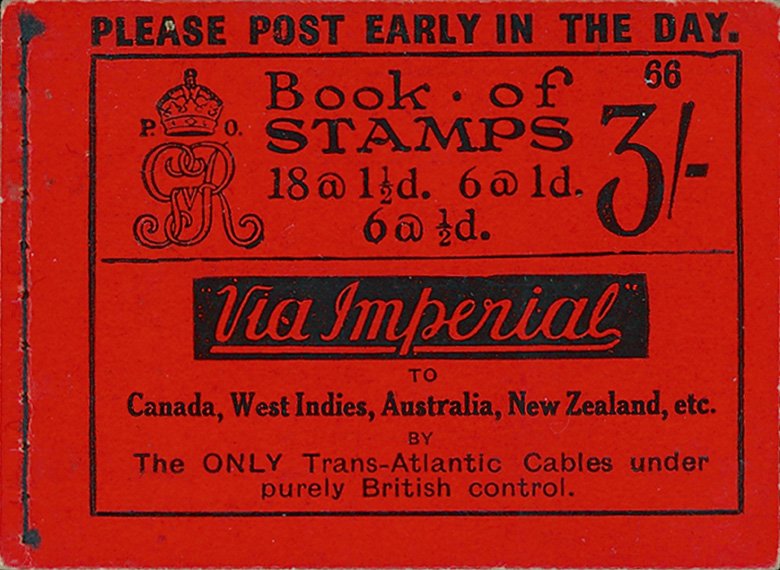 PLEASE POST EARLY IN THE DAY.
66
P. O.
GvR
Book · of
STAMPS
3/-
18 @ 1½d. 6 @ 1d.
6 @ ½d.
"Via Imperial"
TO
Canada, West Indies, Australia, New Zealand, etc.
BY
The ONLY Trans-Atlantic Cables under
purely British control.